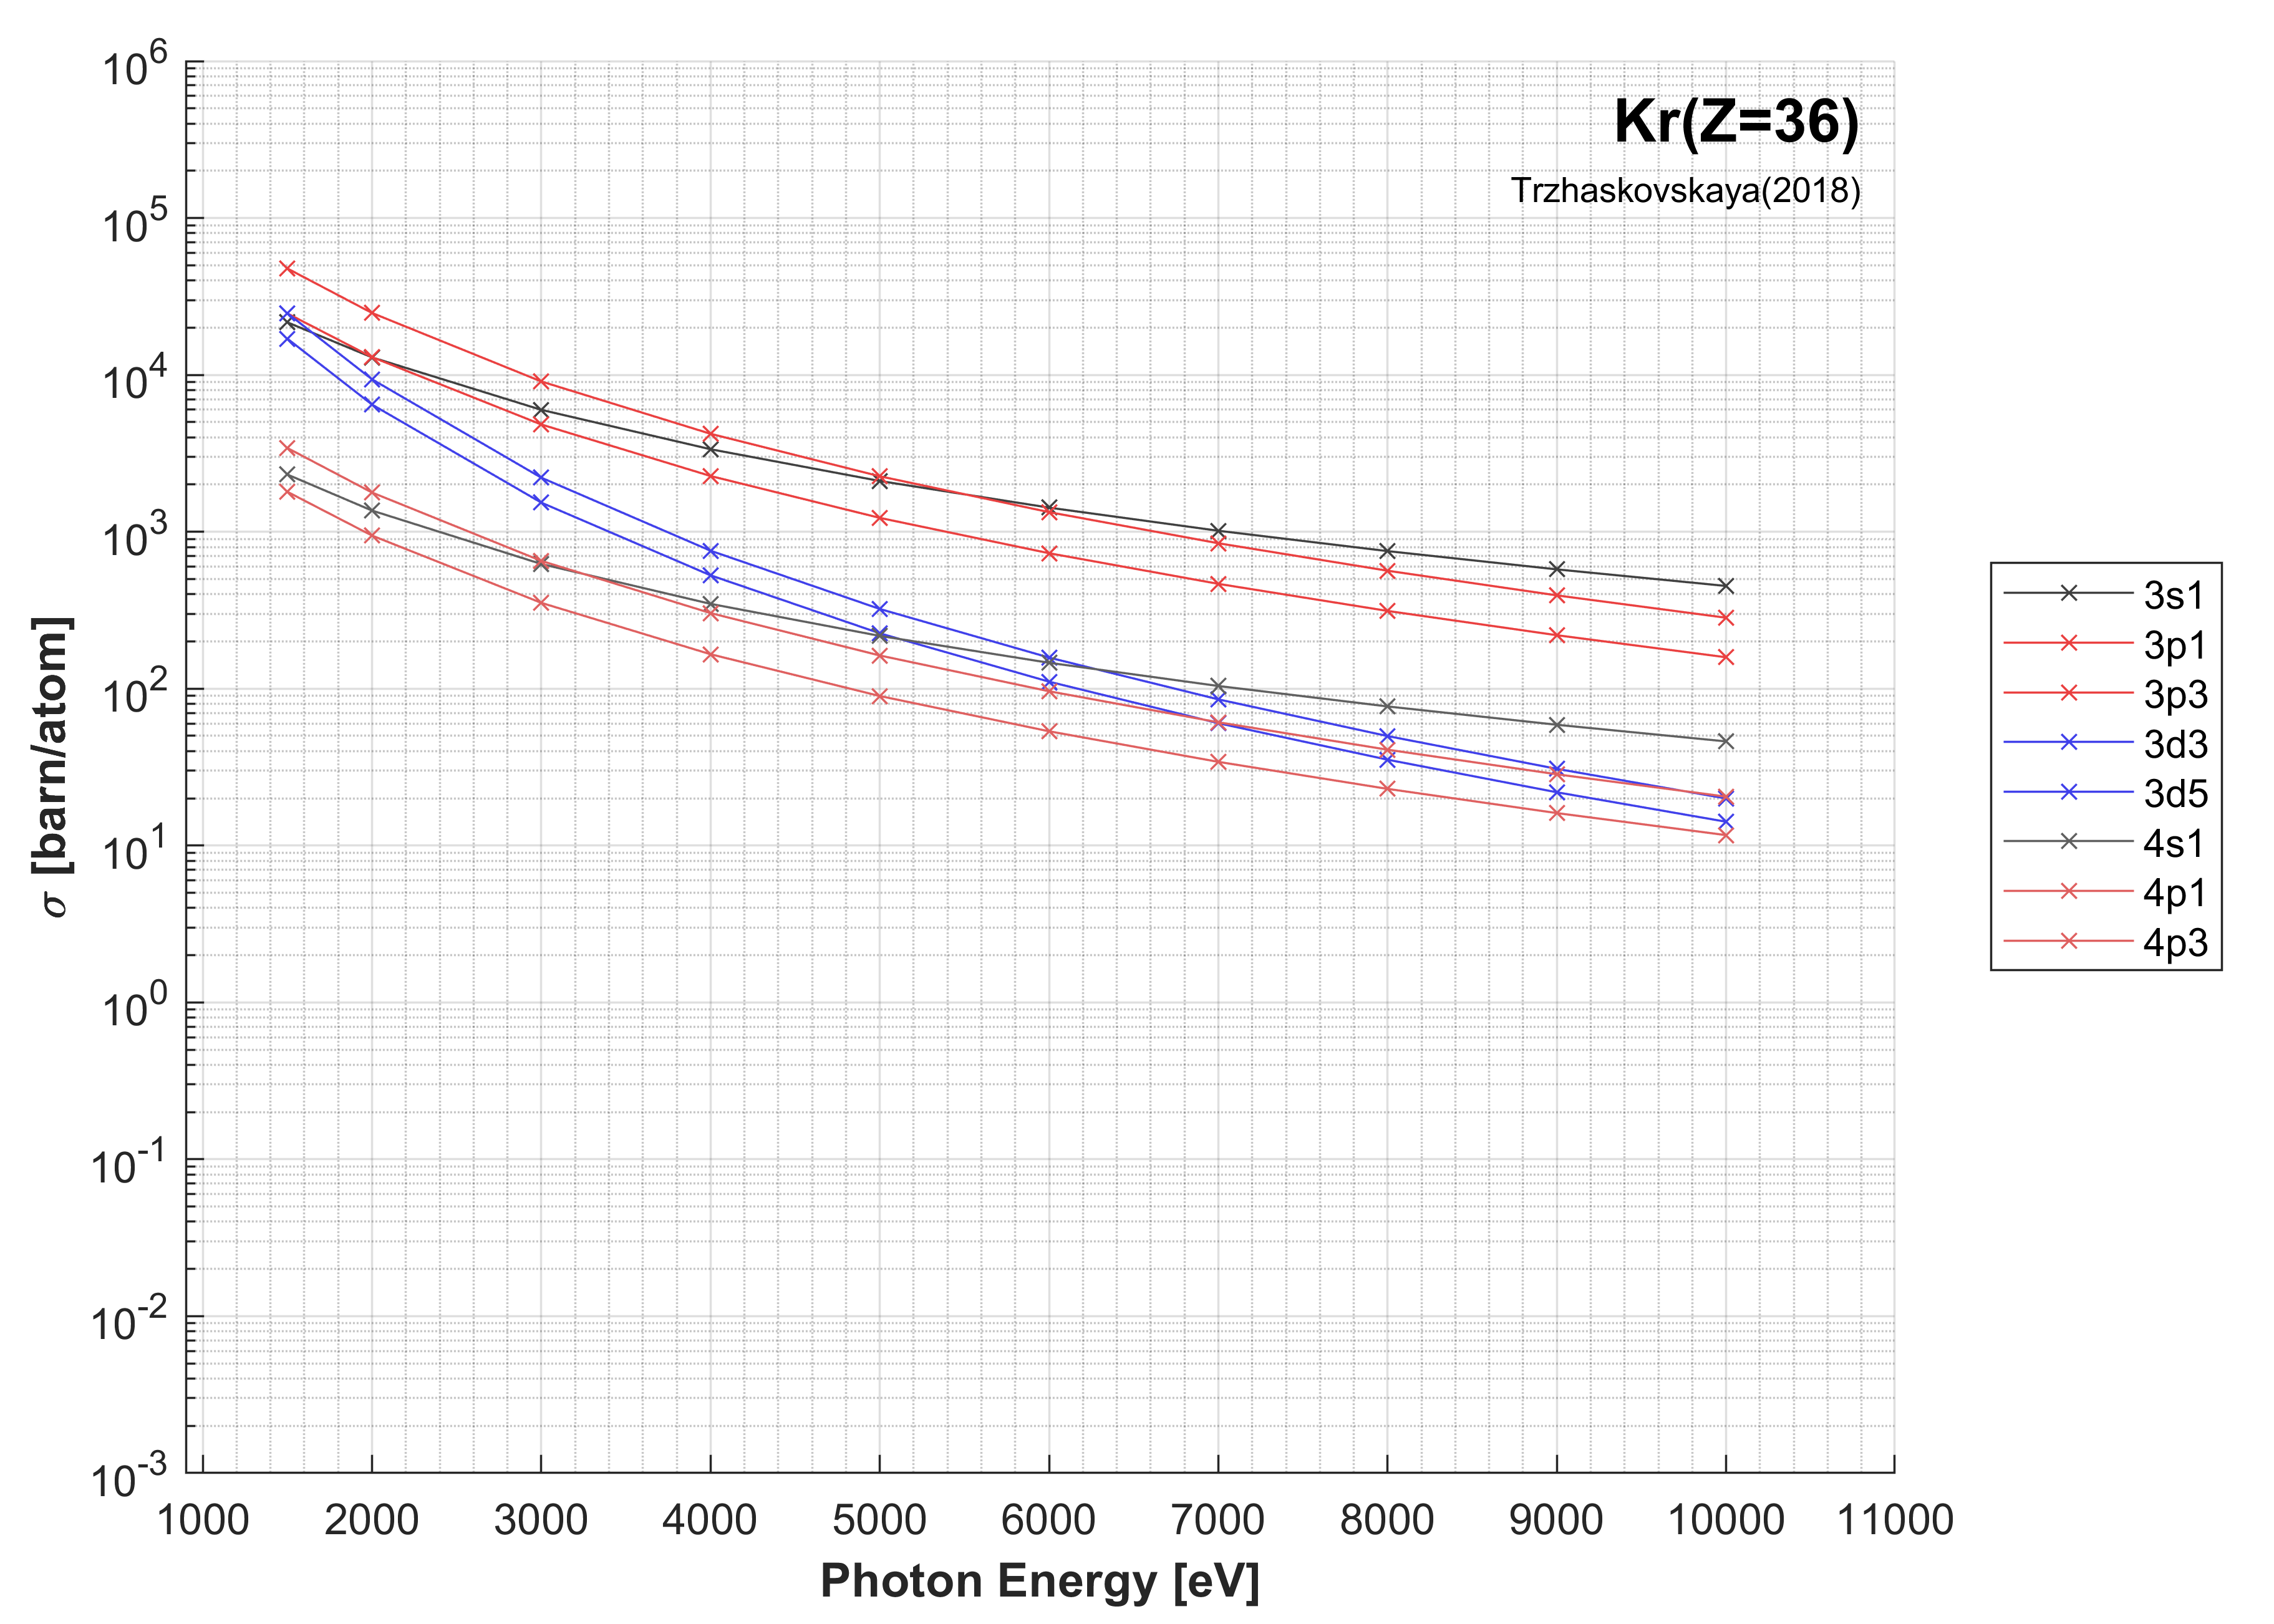 Kr(Z=36)
Trzhaskovskaya(2018)
10^6
10^5
10^4
10^3
10^2
10^1
10^0
10^-1
10^-2
10^-3
σ [barn/atom]
1000 2000 3000 4000 5000 6000 7000 8000 9000 10000 11000
Photon Energy [eV]
3s1
3p1
3p3
3d3
3d5
4s1
4p1
4p3